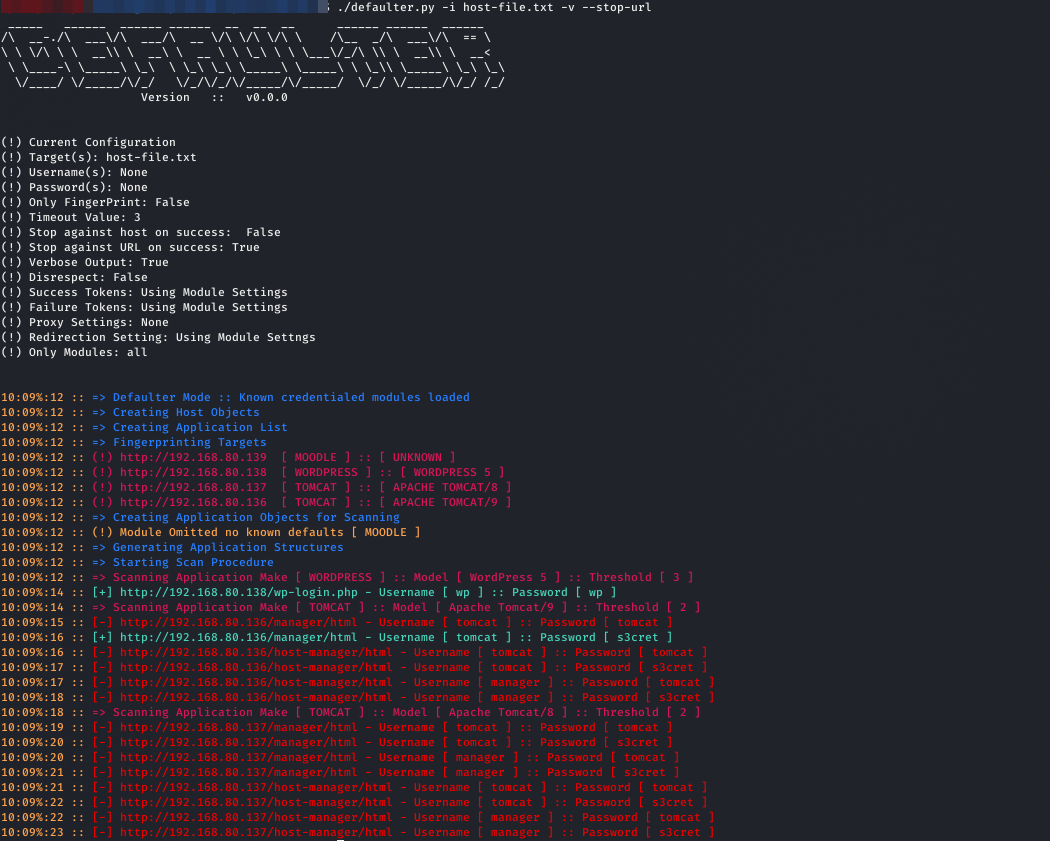 ./defaulter.py -i host-file.txt -v --stop-url
Version :: v0.0.0
(!) Current Configuration
(!) Target(s): host-file.txt
(!) Username(s): None
(!) Password(s): None
(!) Only FingerPrint: False
(!) Timeout Value: 3
(!) Stop against host on success:  False
(!) Stop against URL on success: True
(!) Verbose Output: True
(!) Disrespect: False
(!) Success Tokens: Using Module Settings
(!) Failure Tokens: Using Module Settings
(!) Proxy Settings: None
(!) Redirection Setting: Using Module Settngs
(!) Only Modules: all
10:09%:12 :: => Defaulter Mode :: Known credentialed modules loaded
10:09%:12 :: => Creating Host Objects
10:09%:12 :: => Creating Application List
10:09%:12 :: => Fingerprinting Targets
10:09%:12 :: (!) http://192.168.80.139  [ MOODLE ] :: [ UNKNOWN ]
10:09%:12 :: (!) http://192.168.80.138  [ WORDPRESS ] :: [ WORDPRESS 5 ]
10:09%:12 :: (!) http://192.168.80.137  [ TOMCAT ] :: [ APACHE TOMCAT/8 ]
10:09%:12 :: (!) http://192.168.80.136  [ TOMCAT ] :: [ APACHE TOMCAT/9 ]
10:09%:12 :: => Creating Application Objects for Scanning
10:09%:12 :: (!) Module Omitted no known defaults [ MOODLE ]
10:09%:12 :: => Generating Application Structures
10:09%:12 :: => Starting Scan Procedure
10:09%:12 :: => Scanning Application Make [ WORDPRESS ] :: Model [ WordPress 5 ] :: Threshold [ 3 ]
10:09%:14 :: [+] http://192.168.80.138/wp-login.php - Username [ wp ] :: Password [ wp ]
10:09%:14 :: => Scanning Application Make [ TOMCAT ] :: Model [ Apache Tomcat/9 ] :: Threshold [ 2 ]
10:09%:15 :: [-] http://192.168.80.136/manager/html - Username [ tomcat ] :: Password [ tomcat ]
10:09%:16 :: [+] http://192.168.80.136/manager/html - Username [ tomcat ] :: Password [ s3cret ]
10:09%:16 :: [-] http://192.168.80.136/host-manager/html - Username [ tomcat ] :: Password [ tomcat ]
10:09%:17 :: [-] http://192.168.80.136/host-manager/html - Username [ tomcat ] :: Password [ s3cret ]
10:09%:17 :: [-] http://192.168.80.136/host-manager/html - Username [ manager ] :: Password [ tomcat ]
10:09%:18 :: [-] http://192.168.80.136/host-manager/html - Username [ manager ] :: Password [ s3cret ]
10:09%:18 :: => Scanning Application Make [ TOMCAT ] :: Model [ Apache Tomcat/8 ] :: Threshold [ 2 ]
10:09%:19 :: [-] http://192.168.80.137/manager/html - Username [ tomcat ] :: Password [ tomcat ]
10:09%:20 :: [-] http://192.168.80.137/manager/html - Username [ tomcat ] :: Password [ s3cret ]
10:09%:20 :: [-] http://192.168.80.137/manager/html - Username [ manager ] :: Password [ tomcat ]
10:09%:21 :: [-] http://192.168.80.137/manager/html - Username [ manager ] :: Password [ s3cret ]
10:09%:21 :: [-] http://192.168.80.137/host-manager/html - Username [ tomcat ] :: Password [ tomcat ]
10:09%:22 :: [-] http://192.168.80.137/host-manager/html - Username [ tomcat ] :: Password [ s3cret ]
10:09%:22 :: [-] http://192.168.80.137/host-manager/html - Username [ manager ] :: Password [ tomcat ]
10:09%:23 :: [-] http://192.168.80.137/host-manager/html - Username [ manager ] :: Password [ s3cret ]